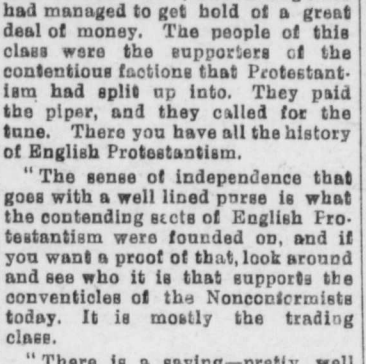 had managed to get hold of a great
deal of money. The people of this
class were the supporters of the
contentious factions that Protestant-
ism had split up into. They paid
the piper, and they called for the
tune. There you have all the history
of English Protestantism.
"The sense of independence that
goes with a well lined purse is what
the contending sects of English Pro-
testantism were founded on, and if
you want a proof of that, look around
and see who it is that supports the
conventicles of the Nonconformists
today. It is mostly the trading
class.
"There is a saying—pretty well